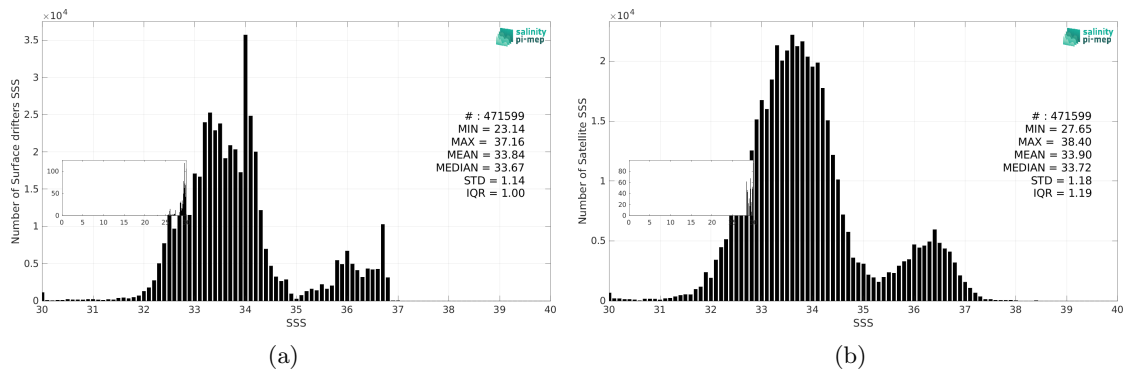 ×10⁴
3.5
3
2.5
2
1.5
1
0.5
0
Number of Surface drifters SSS
salinity
pi-mep
# : 471599
MIN = 23.14
MAX = 37.16
MEAN = 33.84
MEDIAN = 33.67
STD = 1.14
IQR = 1.00
100
50
0
0 5 10 15 20 25
30 31 32 33 34 35 36 37 38 39 40
SSS
(a)
×10⁴
2
1.5
1
0.5
0
Number of Satellite SSS
salinity
pi-mep
# : 471599
MIN = 27.65
MAX = 38.40
MEAN = 33.90
MEDIAN = 33.72
STD = 1.18
IQR = 1.19
80
60
40
20
0
0 5 10 15 20
30 31 32 33 34 35 36 37 38 39 40
SSS
(b)